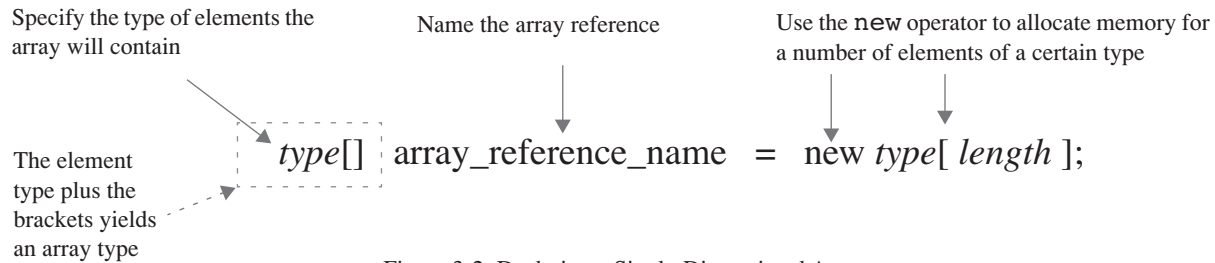 Specify the type of elements the
array will contain
Name the array reference
Use the new operator to allocate memory for
a number of elements of a certain type
type[] array_reference_name = new type[ length ];
The element
type plus the
brackets yields
an array type